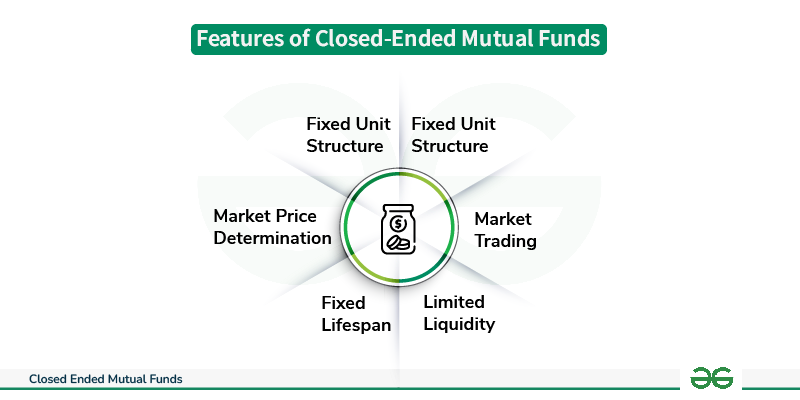 Features of Closed-Ended Mutual Funds
Fixed Unit
Structure
Fixed Unit
Structure
Market Price
Determination
Market
Trading
$
Fixed
Lifespan
Limited
Liquidity
Closed Ended Mutual Funds